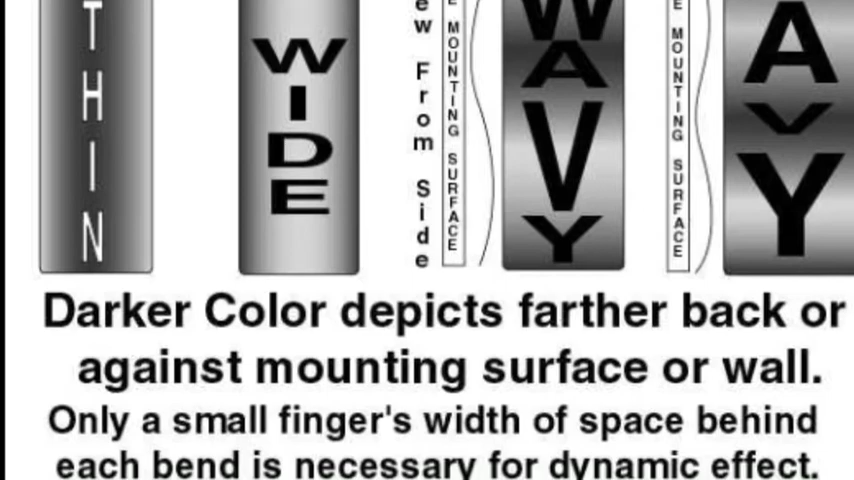 THIN
WIDE
ew From Side
E MOUNTING SURFACE
WAVY
E MOUNTING SURFACE
AVY
Darker Color depicts farther back or
against mounting surface or wall.
Only a small finger's width of space behind
each bend is necessary for dynamic effect.